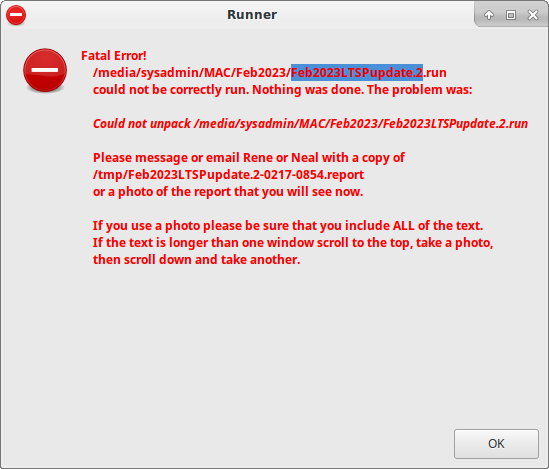 Runner
Fatal Error!
/media/sysadmin/MAC/Feb2023/Feb2023LTSPupdate.2.run
could not be correctly run. Nothing was done. The problem was:
Could not unpack /media/sysadmin/MAC/Feb2023/Feb2023LTSPupdate.2.run
Please message or email Rene or Neal with a copy of
/tmp/Feb2023LTSPupdate.2-0217-0854.report
or a photo of the report that you will see now.
If you use a photo please be sure that you include ALL of the text.
If the text is longer than one window scroll to the top, take a photo,
then scroll down and take another.
OK